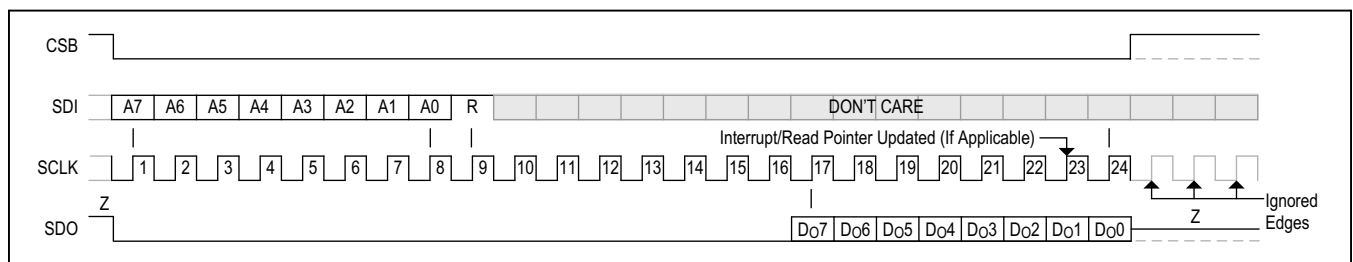 CSB
SDI A7 A6 A5 A4 A3 A2 A1 A0 R DON'T CARE
Interrupt/Read Pointer Updated (If Applicable)
SCLK 1 2 3 4 5 6 7 8 9 10 11 12 13 14 15 16 17 18 19 20 21 22 23 24
Z Z Ignored
SDO DO7 DO6 DO5 DO4 DO3 DO2 DO1 DO0 Edges